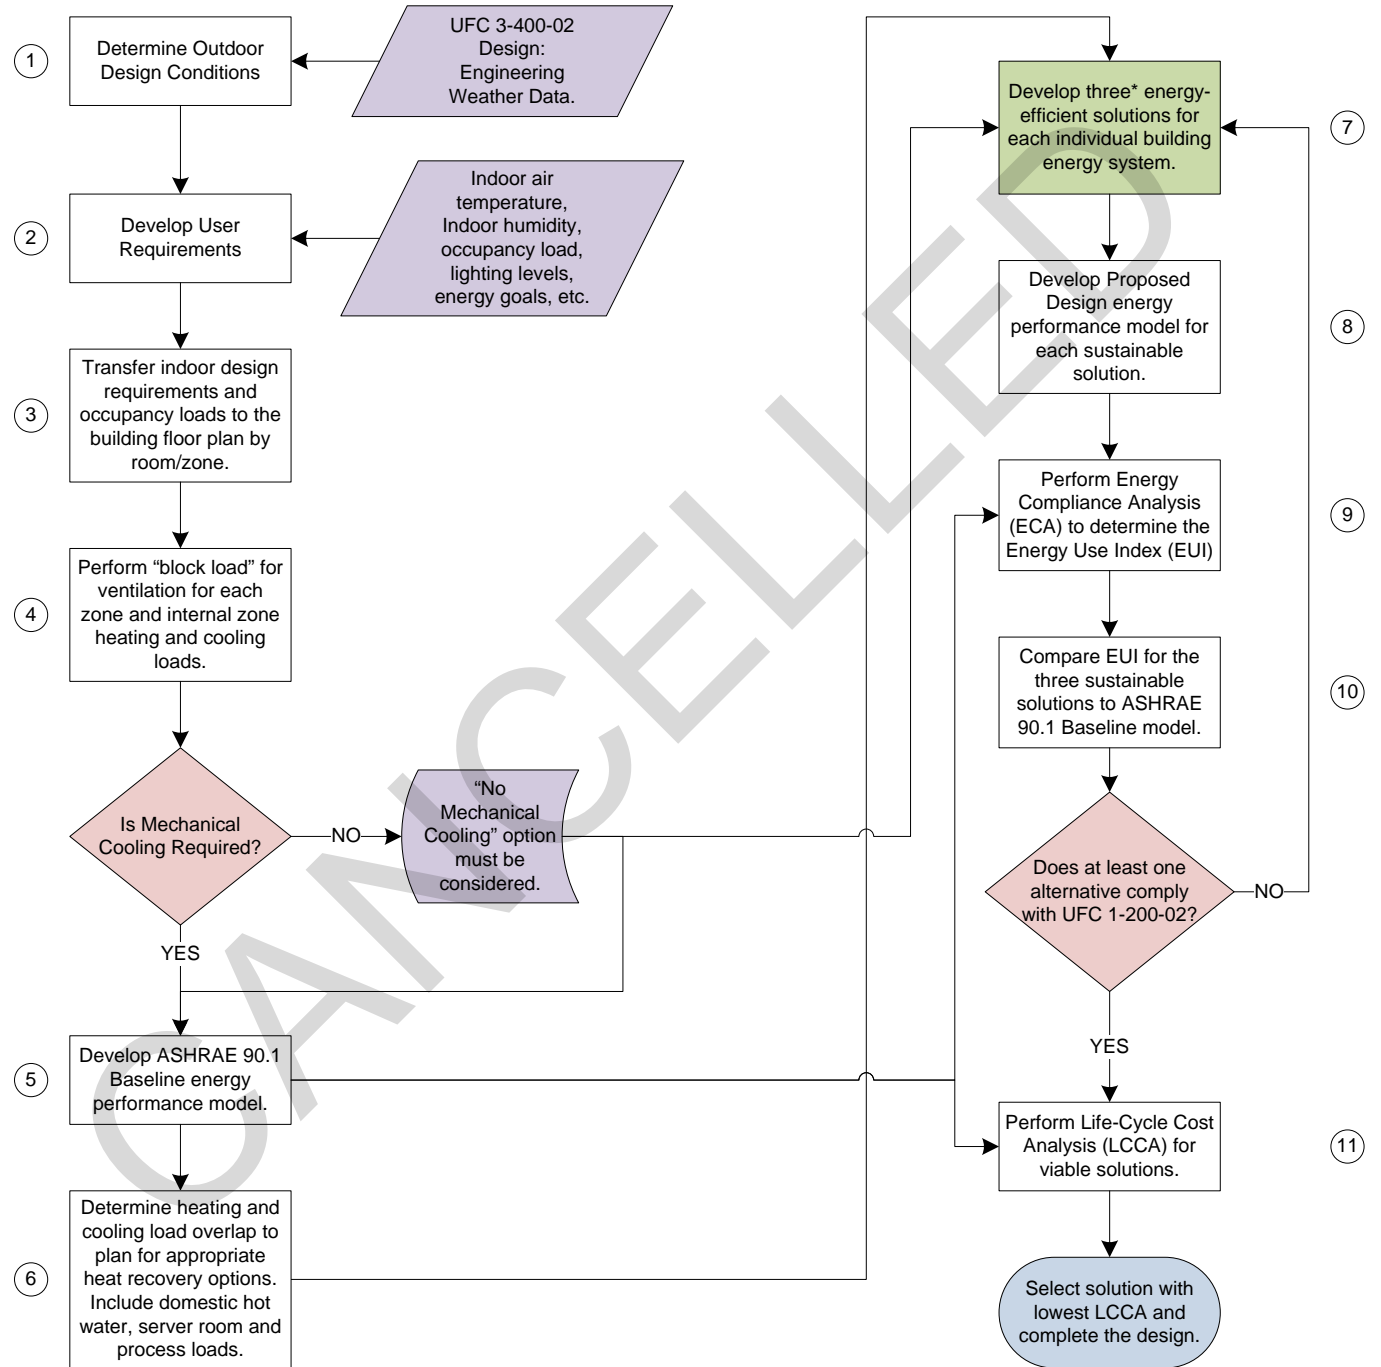 1
Determine Outdoor
Design Conditions
UFC 3-400-02
Design:
Engineering
Weather Data.
2
Develop User
Requirements
Indoor air
temperature,
Indoor humidity,
occupancy load,
lighting levels,
energy goals, etc.
3
Transfer indoor design
requirements and
occupancy loads to the
building floor plan by
room/zone.
4
Perform “block load” for
ventilation for each
zone and internal zone
heating and cooling
loads.
Is Mechanical
Cooling Required?
NO
“No
Mechanical
Cooling” option
must be
considered.
YES
5
Develop ASHRAE 90.1
Baseline energy
performance model.
6
Determine heating and
cooling load overlap to
plan for appropriate
heat recovery options.
Include domestic hot
water, server room and
process loads.
Develop three* energy-
efficient solutions for
each individual building
energy system.
7
Develop Proposed
Design energy
performance model for
each sustainable
solution.
8
Perform Energy
Compliance Analysis
(ECA) to determine the
Energy Use Index (EUI)
9
Compare EUI for the
three sustainable
solutions to ASHRAE
90.1 Baseline model.
10
Does at least one
alternative comply
with UFC 1-200-02?
NO
YES
Perform Life-Cycle Cost
Analysis (LCCA) for
viable solutions.
11
Select solution with
lowest LCCA and
complete the design.
CANCELLED